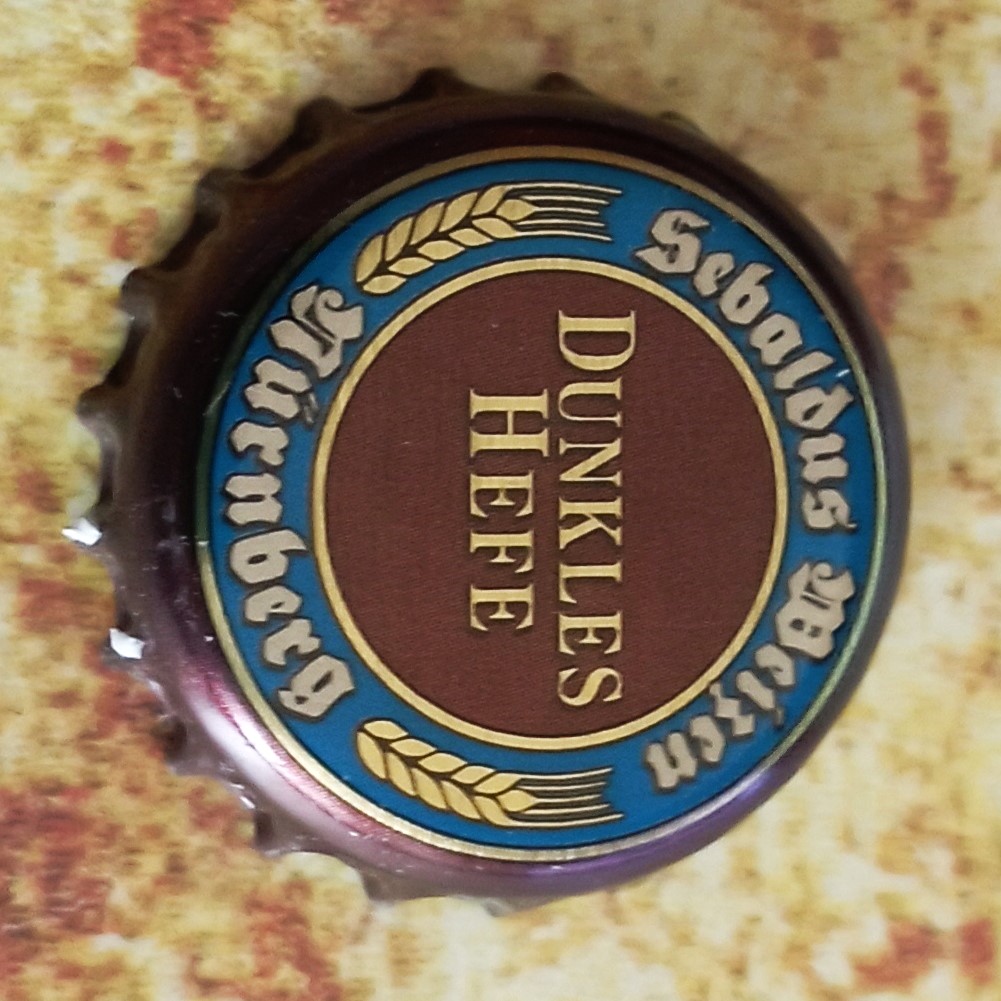 Sebaldus Weizen
DUNKLES
HEFE
Nürnberg